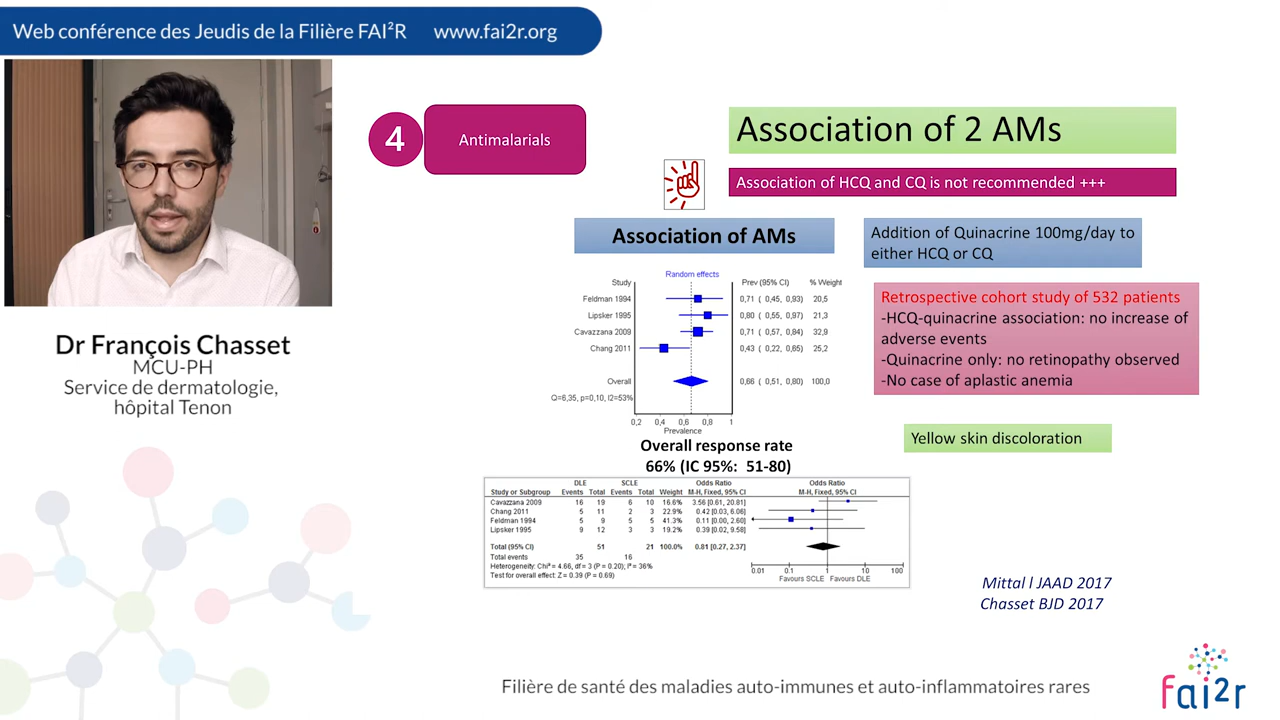 Web conférence des Jeudis de la Filière FAI²R www.fai2r.org
Dr François Chasset
MCU-PH
Service de dermatologie,
hôpital Tenon
4
Antimalarials
Association of 2 AMs
Association of HCQ and CQ is not recommended +++
Association of AMs
Addition of Quinacrine 100mg/day to
either HCQ or CQ
Random effects
Study Prev (95% CI) % Weight
Feldman 1994 0,71 ( 0,45, 0,93) 20,5
Lipsker 1995 0,80 ( 0,55, 0,97) 21,3
Cavazzana 2009 0,71 ( 0,57, 0,84) 32,9
Chang 2011 0,43 ( 0,22, 0,65) 25,2
Overall 0,66 ( 0,51, 0,80) 100,0
Q=6,35, p=0,10, I2=53%
0,2 0,4 0,6 0,8 1
Prevalence
Overall response rate
66% (IC 95%: 51-80)
Retrospective cohort study of 532 patients
-HCQ-quinacrine association: no increase of
adverse events
-Quinacrine only: no retinopathy observed
-No case of aplastic anemia
Yellow skin discoloration
DLE SCLE Odds Ratio Odds Ratio
Study or Subgroup Events Total Events Total Weight M-H, Fixed, 95% CI M-H, Fixed, 95% CI
Cavazzana 2009 16 19 6 10 16.6% 3.56 [0.61, 20.81]
Chang 2011 5 11 2 3 22.9% 0.42 [0.03, 6.06]
Feldman 1994 5 9 5 5 41.3% 0.11 [0.00, 2.60]
Lipsker 1995 9 12 3 3 19.2% 0.39 [0.02, 9.58]
Total (95% CI) 51 21 100.0% 0.81 [0.27, 2.37]
Total events 35 16
Heterogeneity: Chi² = 4.66, df = 3 (P = 0.20); I² = 36%
Test for overall effect: Z = 0.39 (P = 0.69)
0.01 0.1 1 10 100
Favours SCLE Favours DLE
Mittal l JAAD 2017
Chasset BJD 2017
Filière de santé des maladies auto-immunes et auto-inflammatoires rares
fai2r